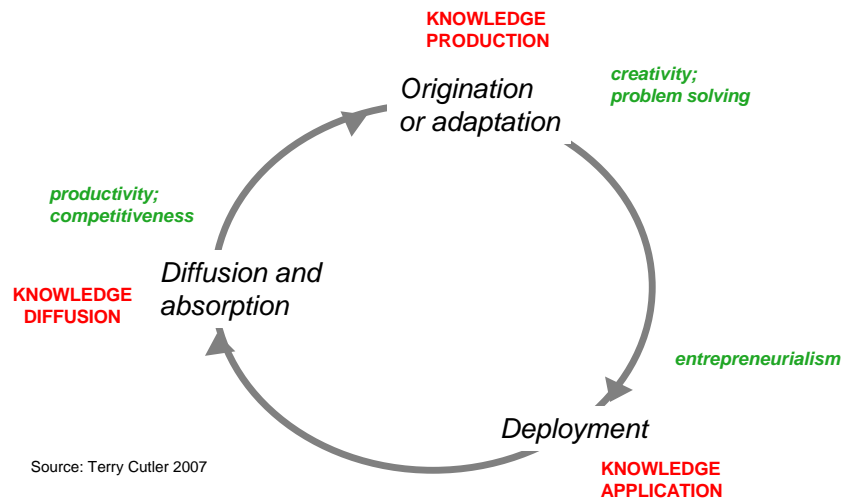 KNOWLEDGE
PRODUCTION
Origination
or adaptation
creativity;
problem solving
productivity;
competitiveness
Diffusion and
absorption
KNOWLEDGE
DIFFUSION
entrepreneurialism
Deployment
KNOWLEDGE
APPLICATION
Source: Terry Cutler 2007